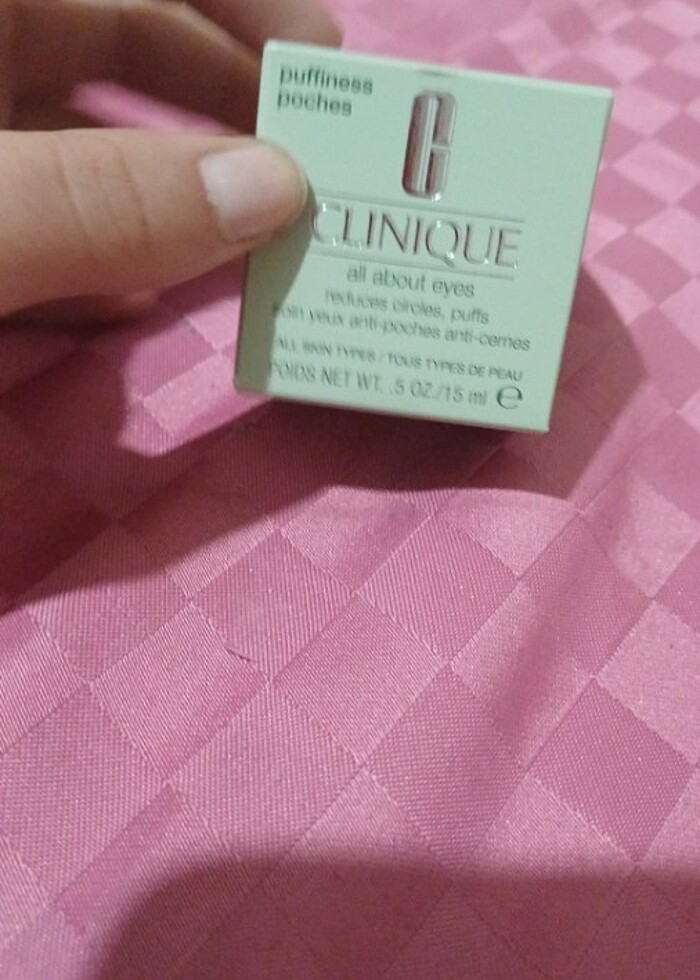 puffiness
poches
CLINIQUE
all about eyes
reduces circles, puffs
soin yeux anti-poches anti-cernes
ALL SKIN TYPES / TOUS TYPES DE PEAU
POIDS NET WT. .5 OZ./15 ml ℮